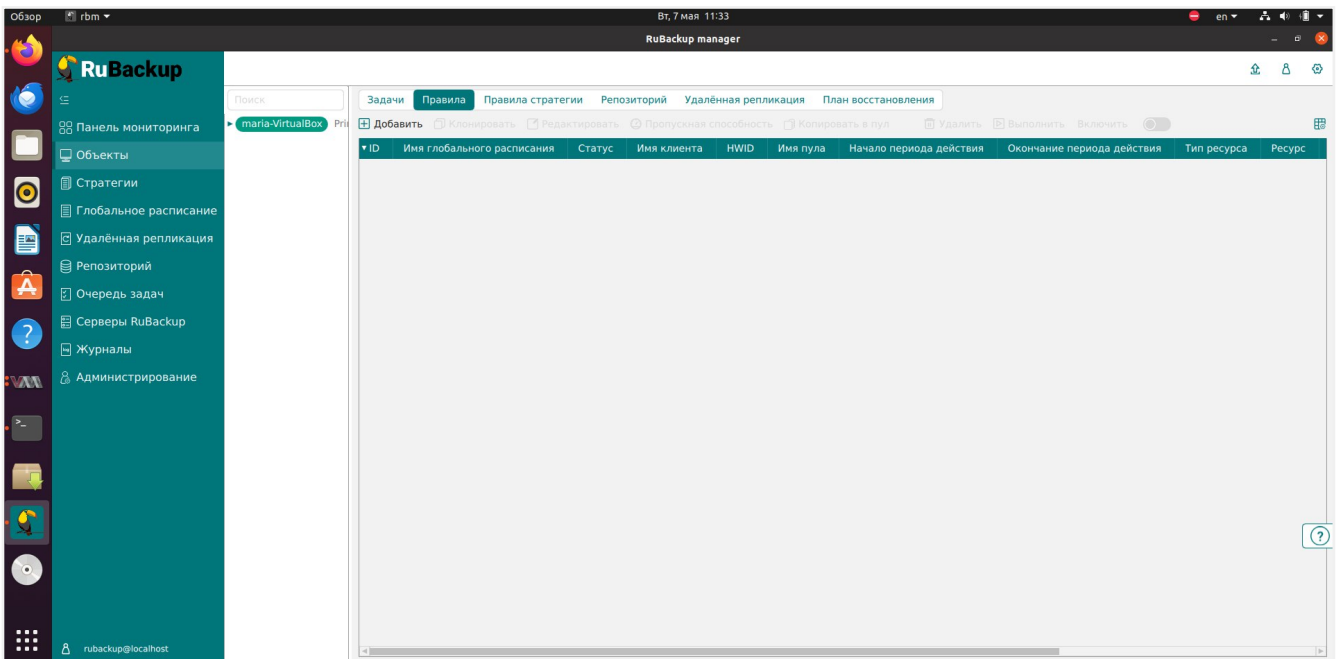 Обзор rbm Вт, 7 мая 11:33 en
RuBackup manager
RuBackup
Поиск
Задачи Правила Правила стратегии Репозиторий Удалённая репликация План восстановления
maria-VirtualBox
Добавить Клонировать Редактировать Пропускная способность Копировать в пул Удалить Выполнить Включить
ID Имя глобального расписания Статус Имя клиента HWID Имя пула Начало периода действия Окончание периода действия Тип ресурса Ресурс
Панель мониторинга
Объекты
Стратегии
Глобальное расписание
Удалённая репликация
Репозиторий
Очередь задач
Серверы RuBackup
Журналы
Администрирование
rubackup@localhost